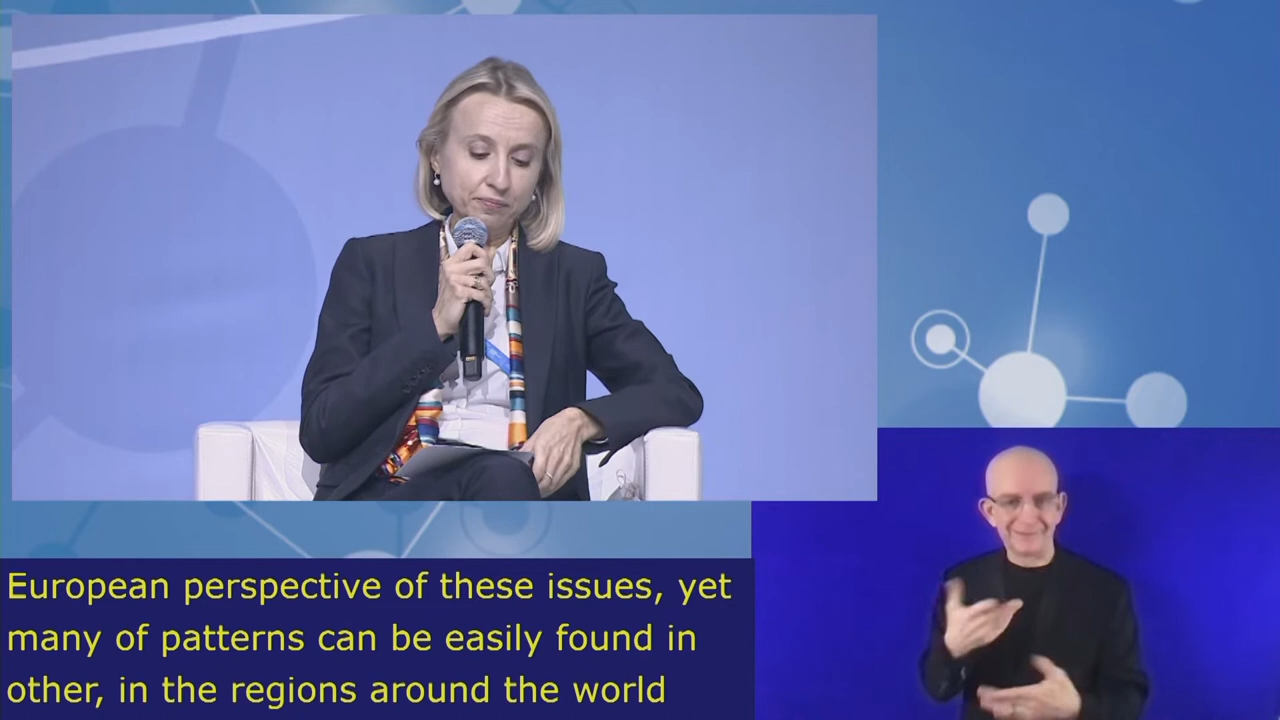 European perspective of these issues, yet
many of patterns can be easily found in
other, in the regions around the world